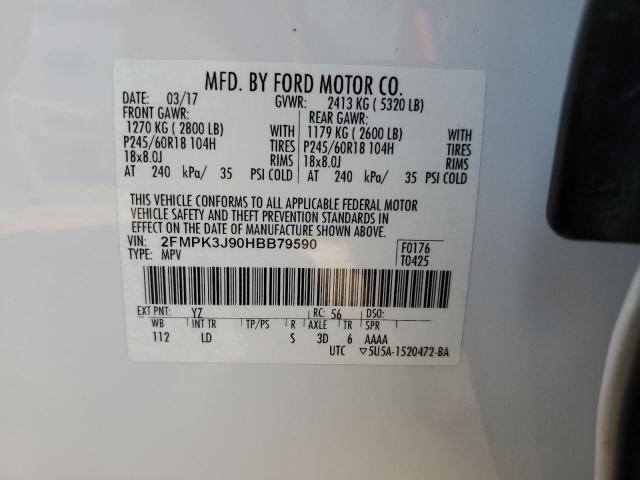 MFD. BY FORD MOTOR CO.
DATE: 03/17 GVWR: 2413 KG ( 5320 LB)
FRONT GAWR: REAR GAWR:
1270 KG ( 2800 LB) WITH 1179 KG ( 2600 LB) WITH
P245/60R18 104H TIRES P245/60R18 104H TIRES
18x8.0J RIMS 18x8.0J RIMS
AT 240 kPa/ 35 PSI COLD AT 240 kPa/ 35 PSI COLD
THIS VEHICLE CONFORMS TO ALL APPLICABLE FEDERAL MOTOR
VEHICLE SAFETY AND THEFT PREVENTION STANDARDS IN
EFFECT ON THE DATE OF MANUFACTURE SHOWN ABOVE.
VIN: 2FMPK3J90HBB79590 F0176
TYPE: MPV T0425
EXT PNT: YZ RC: 56 DSO:
WB INT TR TP/PS R AXLE TR SPR
112 LD S 3D 6 AAAA
UTC ▽5U5A-1520472-BA